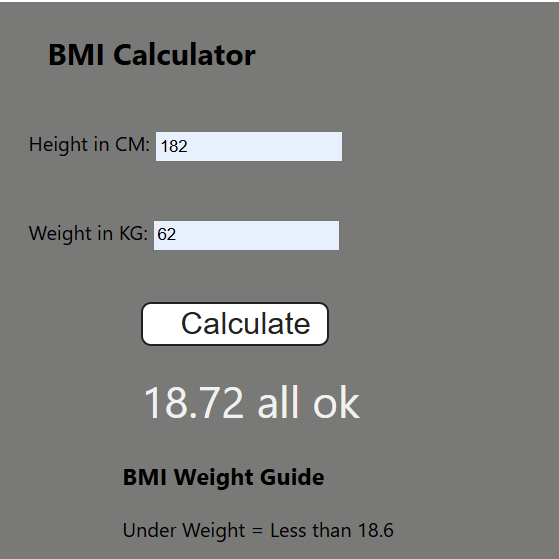 BMI Calculator
Height in CM: 182
Weight in KG: 62
Calculate
18.72 all ok
BMI Weight Guide
Under Weight = Less than 18.6